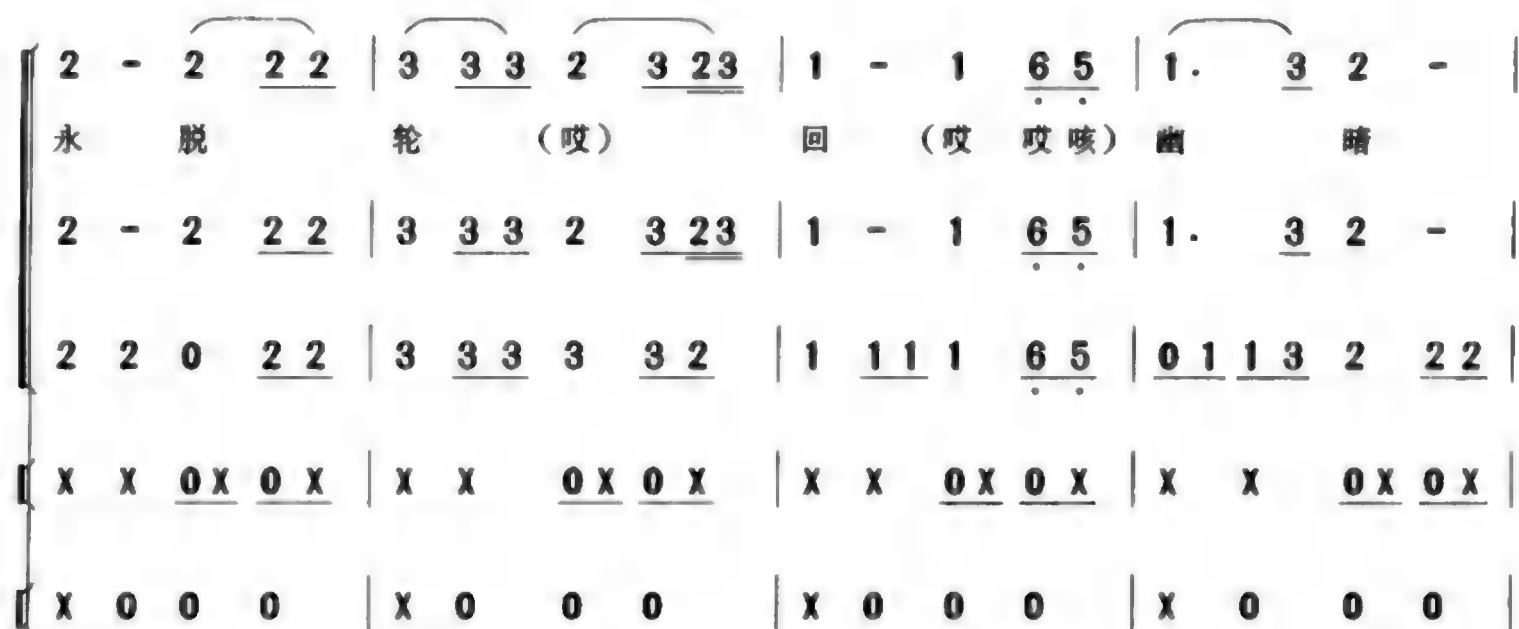 2 - 2 2 2 | 3 3 3 2 3 23 | 1 - 1 6 5 | 1. 3 2 - |
永 脱 轮 (哎) 回 (哎 哎 咳) 幽 暗
2 - 2 2 2 | 3 3 3 2 3 23 | 1 - 1 6 5 | 1. 3 2 - |
2 2 0 2 2 | 3 3 3 3 3 2 | 1 1 1 1 6 5 | 0 1 1 3 2 2 2 |
X X 0 X 0 X | X X 0 X 0 X | X X 0 X 0 X | X X 0 X 0 X |
X 0 0 0 | X 0 0 0 | X 0 0 0 | X 0 0 0 |